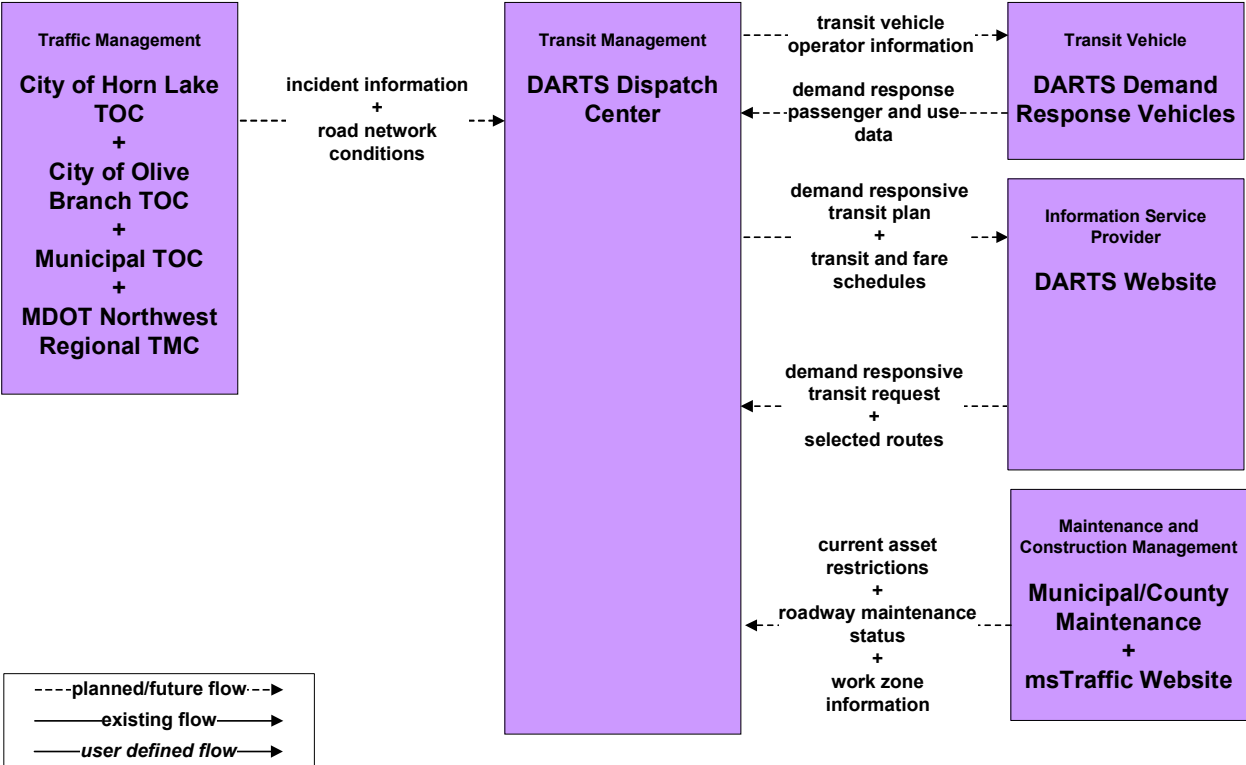 Traffic Management
City of Horn Lake
TOC
+
City of Olive
Branch TOC
+
Municipal TOC
+
MDOT Northwest
Regional TMC
incident information
+
road network
conditions
Transit Management
DARTS Dispatch
Center
transit vehicle
operator information
demand response
passenger and use
data
Transit Vehicle
DARTS Demand
Response Vehicles
demand responsive
transit plan
+
transit and fare
schedules
demand responsive
transit request
+
selected routes
Information Service
Provider
DARTS Website
current asset
restrictions
+
roadway maintenance
status
+
work zone
information
Maintenance and
Construction Management
Municipal/County
Maintenance
+
msTraffic Website
planned/future flow
existing flow
user defined flow